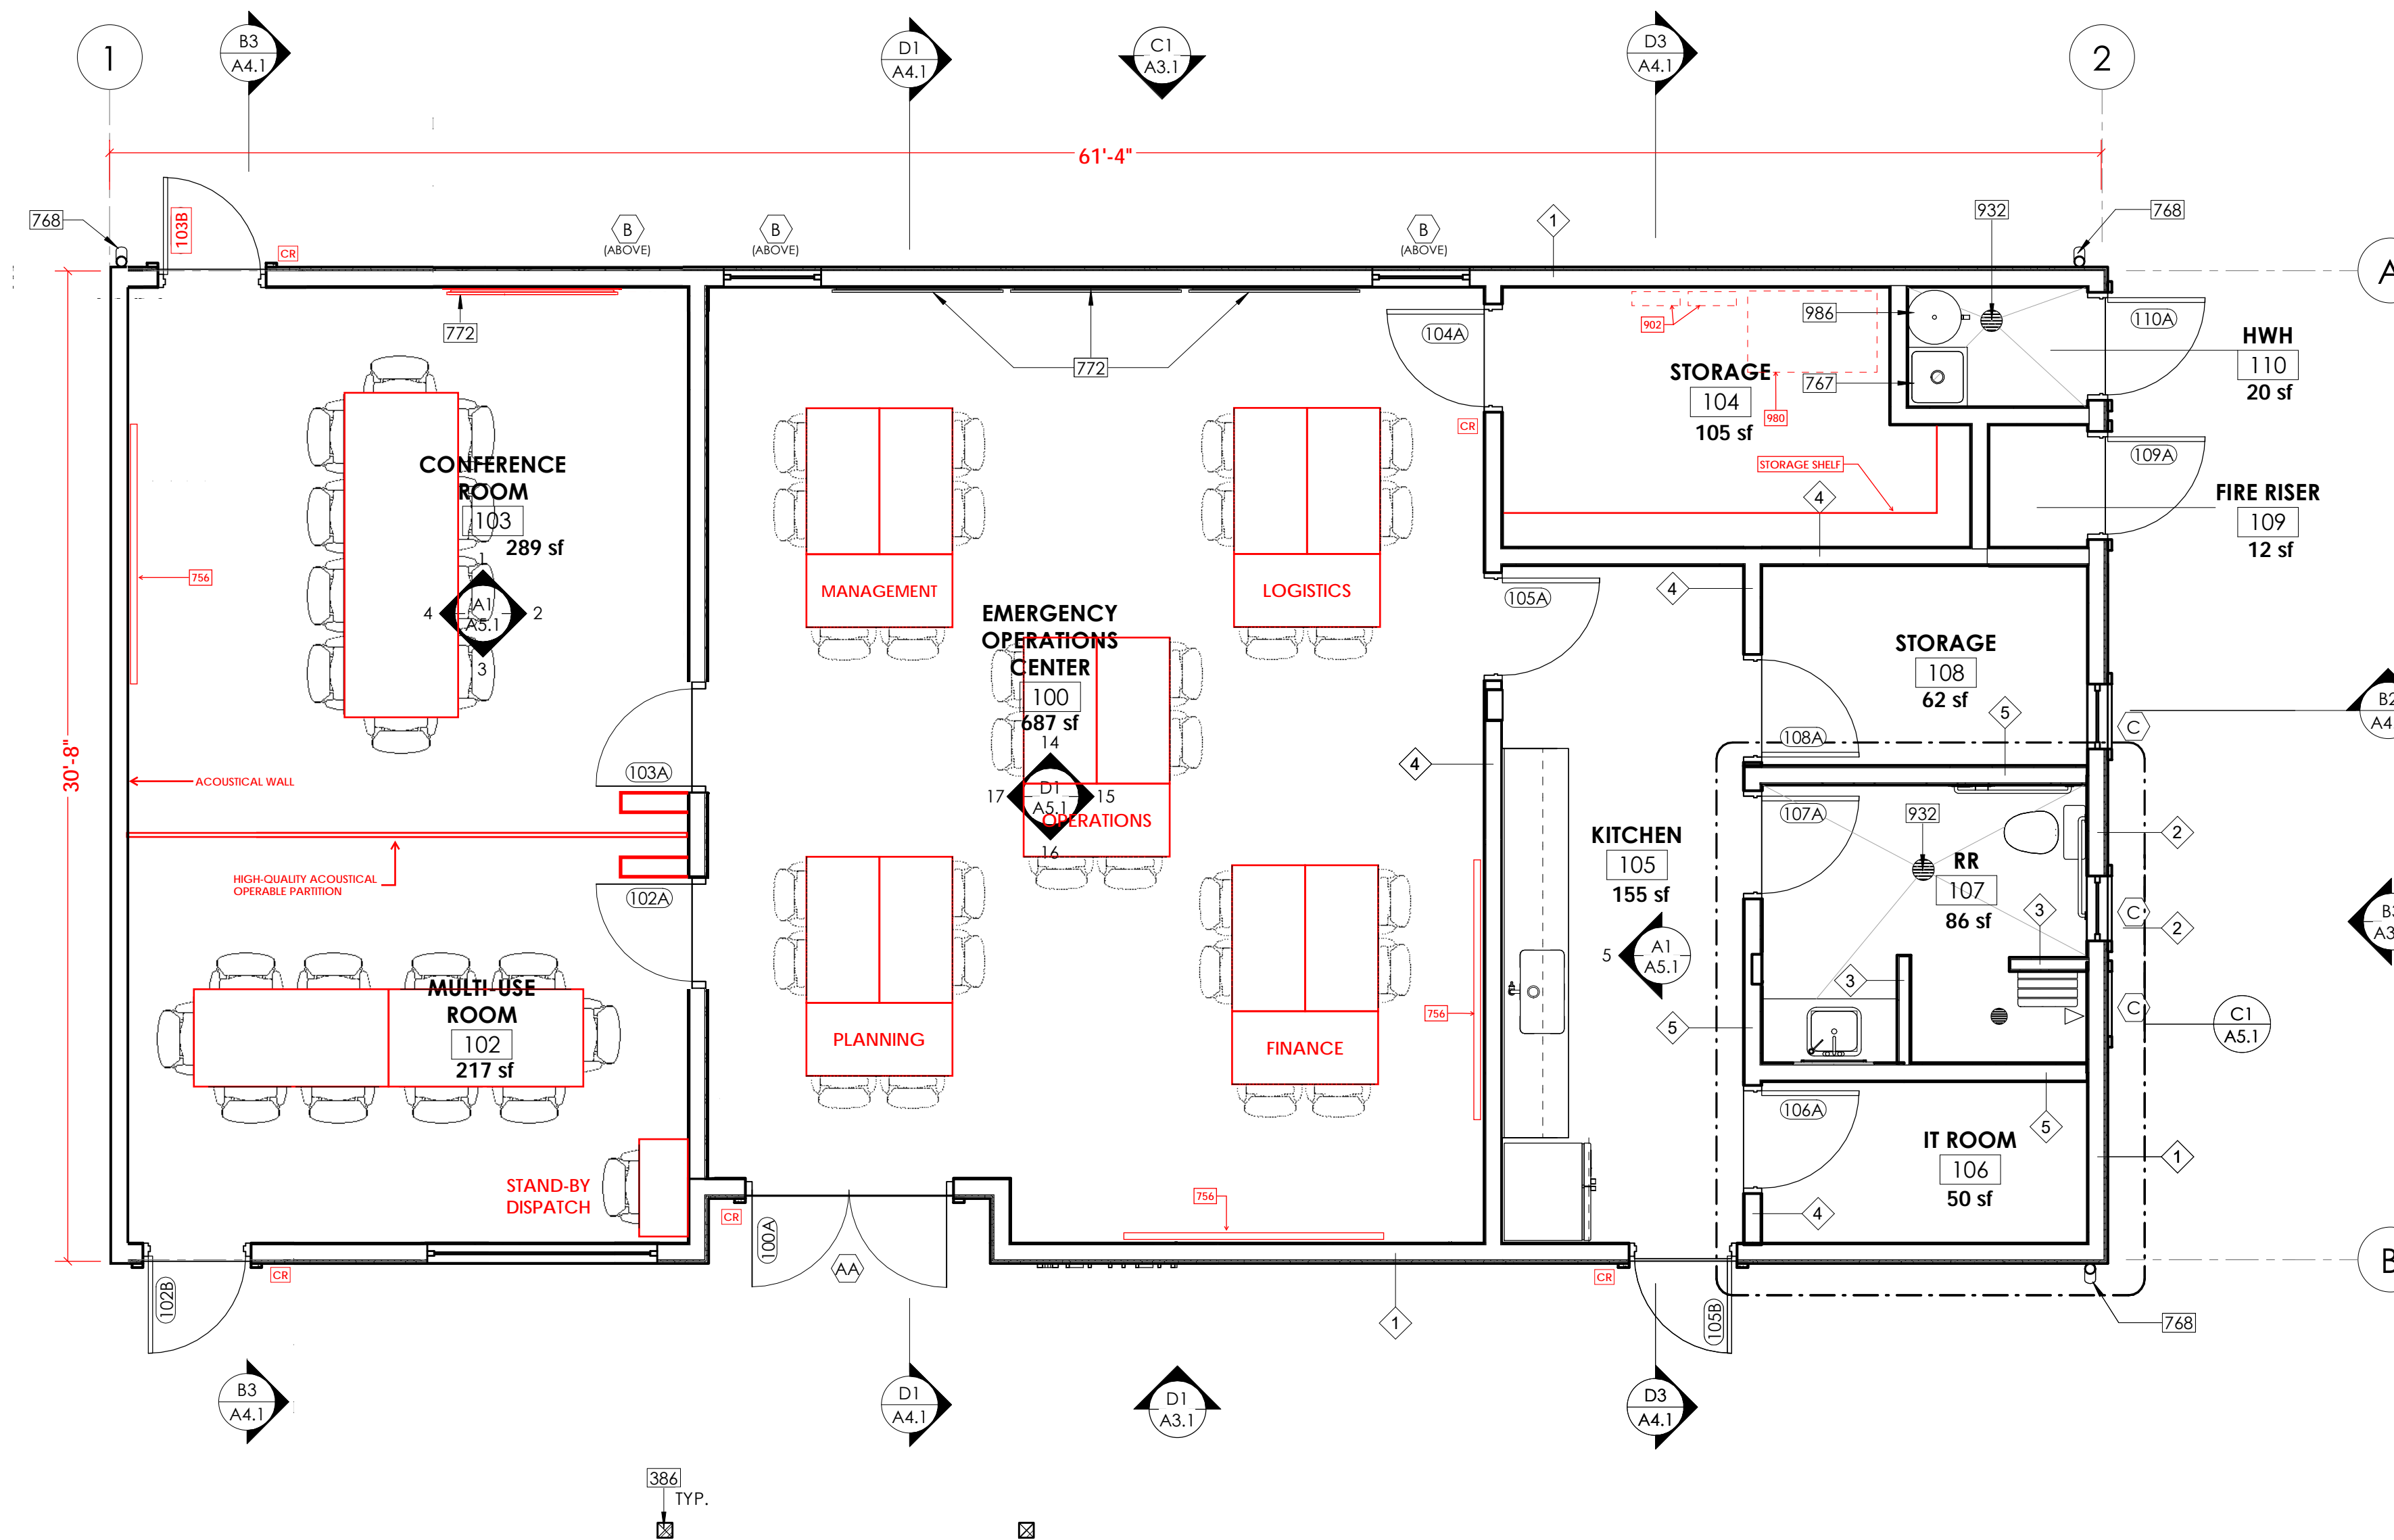 1
B3
A4.1
D1
A4.1
C1
A3.1
D3
A4.1
2
61'-4"
768
103B
CR
B
(ABOVE)
B
(ABOVE)
B
(ABOVE)
1
932
768
A
772
772
104A
902
986
767
980
STORAGE
104
105 sf
110A
HWH
110
20 sf
CR
STORAGE SHELF
4
109A
FIRE RISER
109
12 sf
CONFERENCE
ROOM
103
289 sf
756
1
4
A1
A5.1
2
3
MANAGEMENT
LOGISTICS
105A
4
EMERGENCY
OPERATIONS
CENTER
100
687 sf
14
17
D1
A5.1
15
16
OPERATIONS
STORAGE
108
62 sf
5
108A
C
B2
30'-8"
103A
ACOUSTICAL WALL
4
107A
932
2
HIGH-QUALITY ACOUSTICAL
OPERABLE PARTITION
102A
KITCHEN
105
155 sf
RR
107
86 sf
3
C
2
5
A1
A5.1
3
MULTI-USE
ROOM
102
217 sf
PLANNING
756
FINANCE
5
C
C1
A5.1
106A
5
IT ROOM
106
50 sf
1
STAND-BY
DISPATCH
CR
100A
AA
756
4
CR
102B
CR
105B
1
B
768
B3
A4.1
D1
A4.1
D1
A3.1
D3
A4.1
386
TYP.